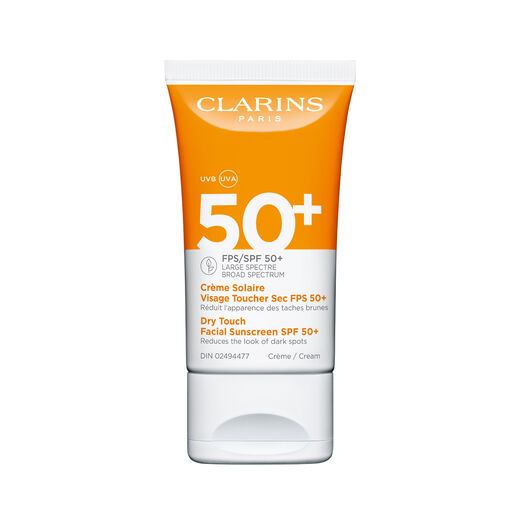 CLARINS
PARIS
UVB UVA
50+
FPS/SPF 50+
LARGE SPECTRE
BROAD SPECTRUM
Crème Solaire
Visage Toucher Sec FPS 50+
Réduit l'apparence des taches brunes
Dry Touch
Facial Sunscreen SPF 50+
Reduces the look of dark spots
DIN 02494477 Crème / Cream